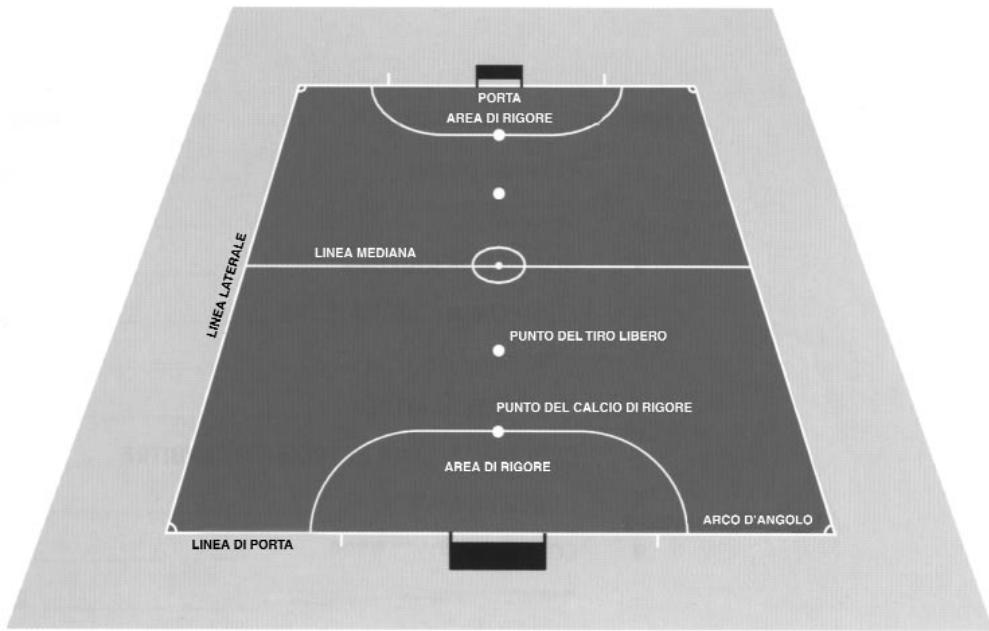 PORTA
AREA DI RIGORE
LINEA MEDIANA
LINEA LATERALE
PUNTO DEL TIRO LIBERO
PUNTO DEL CALCIO DI RIGORE
AREA DI RIGORE
ARCO D'ANGOLO
LINEA DI PORTA